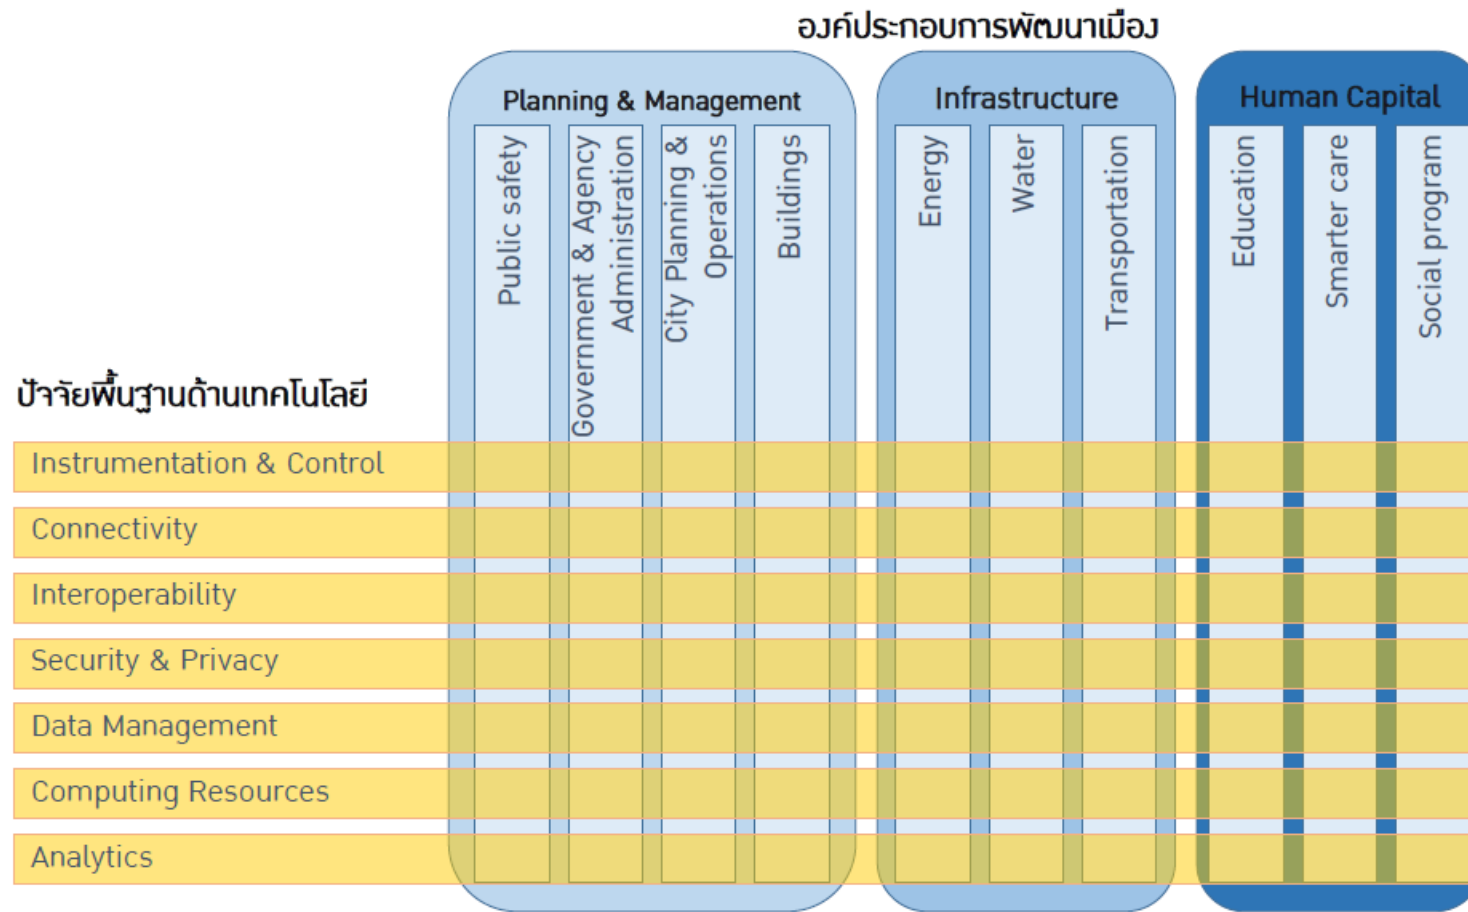 องค์ประกอบการพัฒนาเมือง
Planning & Management
Infrastructure
Human Capital
Public safety
Government & Agency
Administration
City Planning &
Operations
Buildings
Energy
Water
Transportation
Education
Smarter care
Social program
ปัจจัยพื้นฐานด้านเทคโนโลยี
Instrumentation & Control
Connectivity
Interoperability
Security & Privacy
Data Management
Computing Resources
Analytics